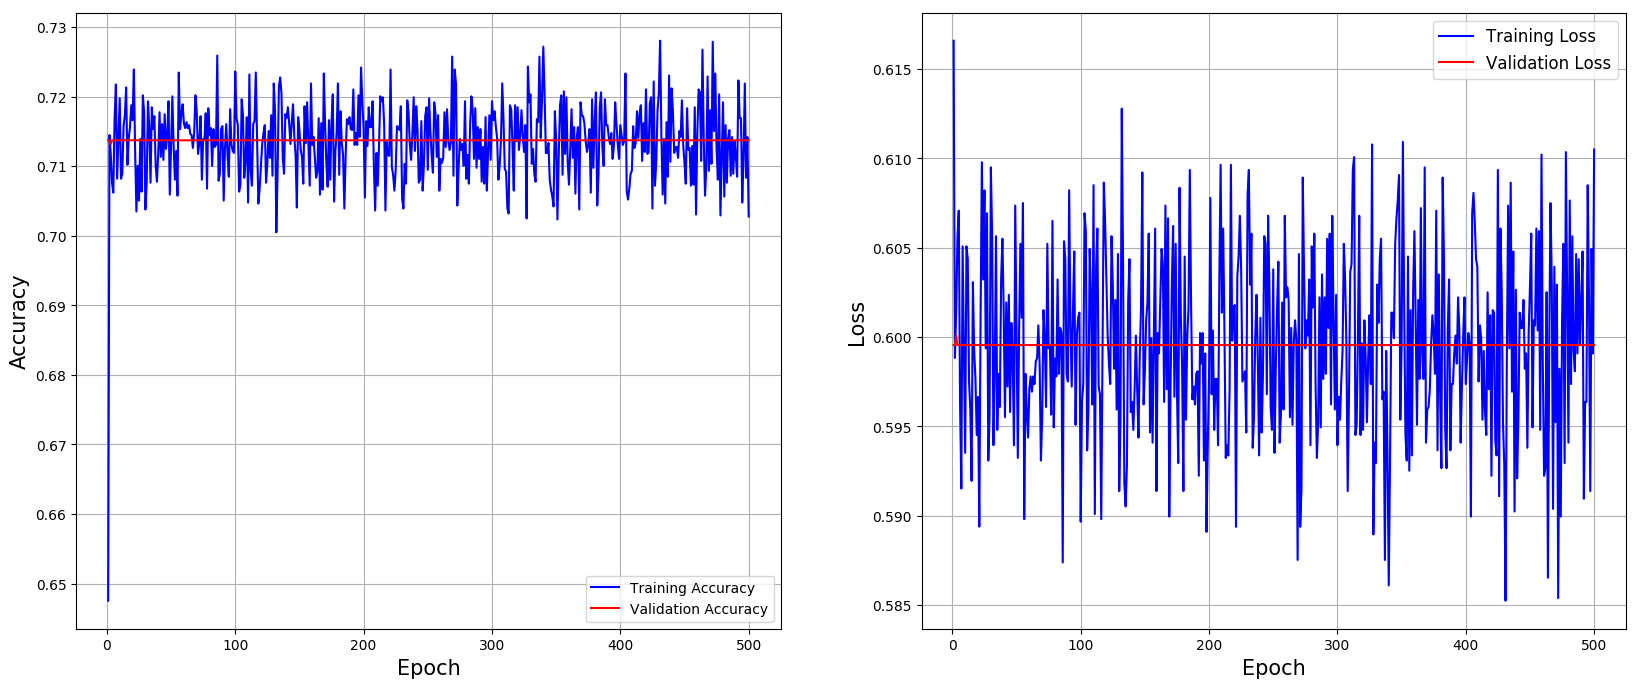 0.73
0.72
0.71
0.70
0.69
0.68
0.67
0.66
0.65
Accuracy
0 100 200 300 400 500
Epoch
Training Accuracy
Validation Accuracy
0.615
0.610
0.605
0.600
0.595
0.590
0.585
Loss
0 100 200 300 400 500
Epoch
Training Loss
Validation Loss